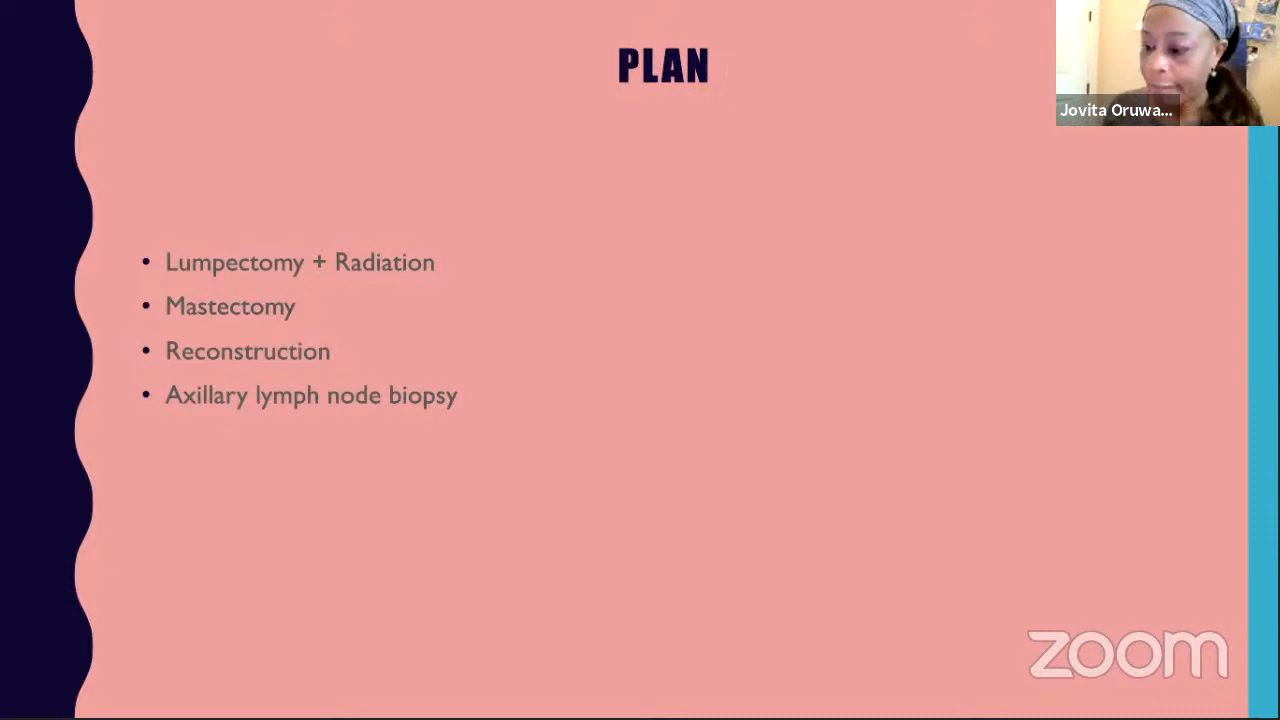 PLAN
Jovita Oruwa...
• Lumpectomy + Radiation
• Mastectomy
• Reconstruction
• Axillary lymph node biopsy
zoom